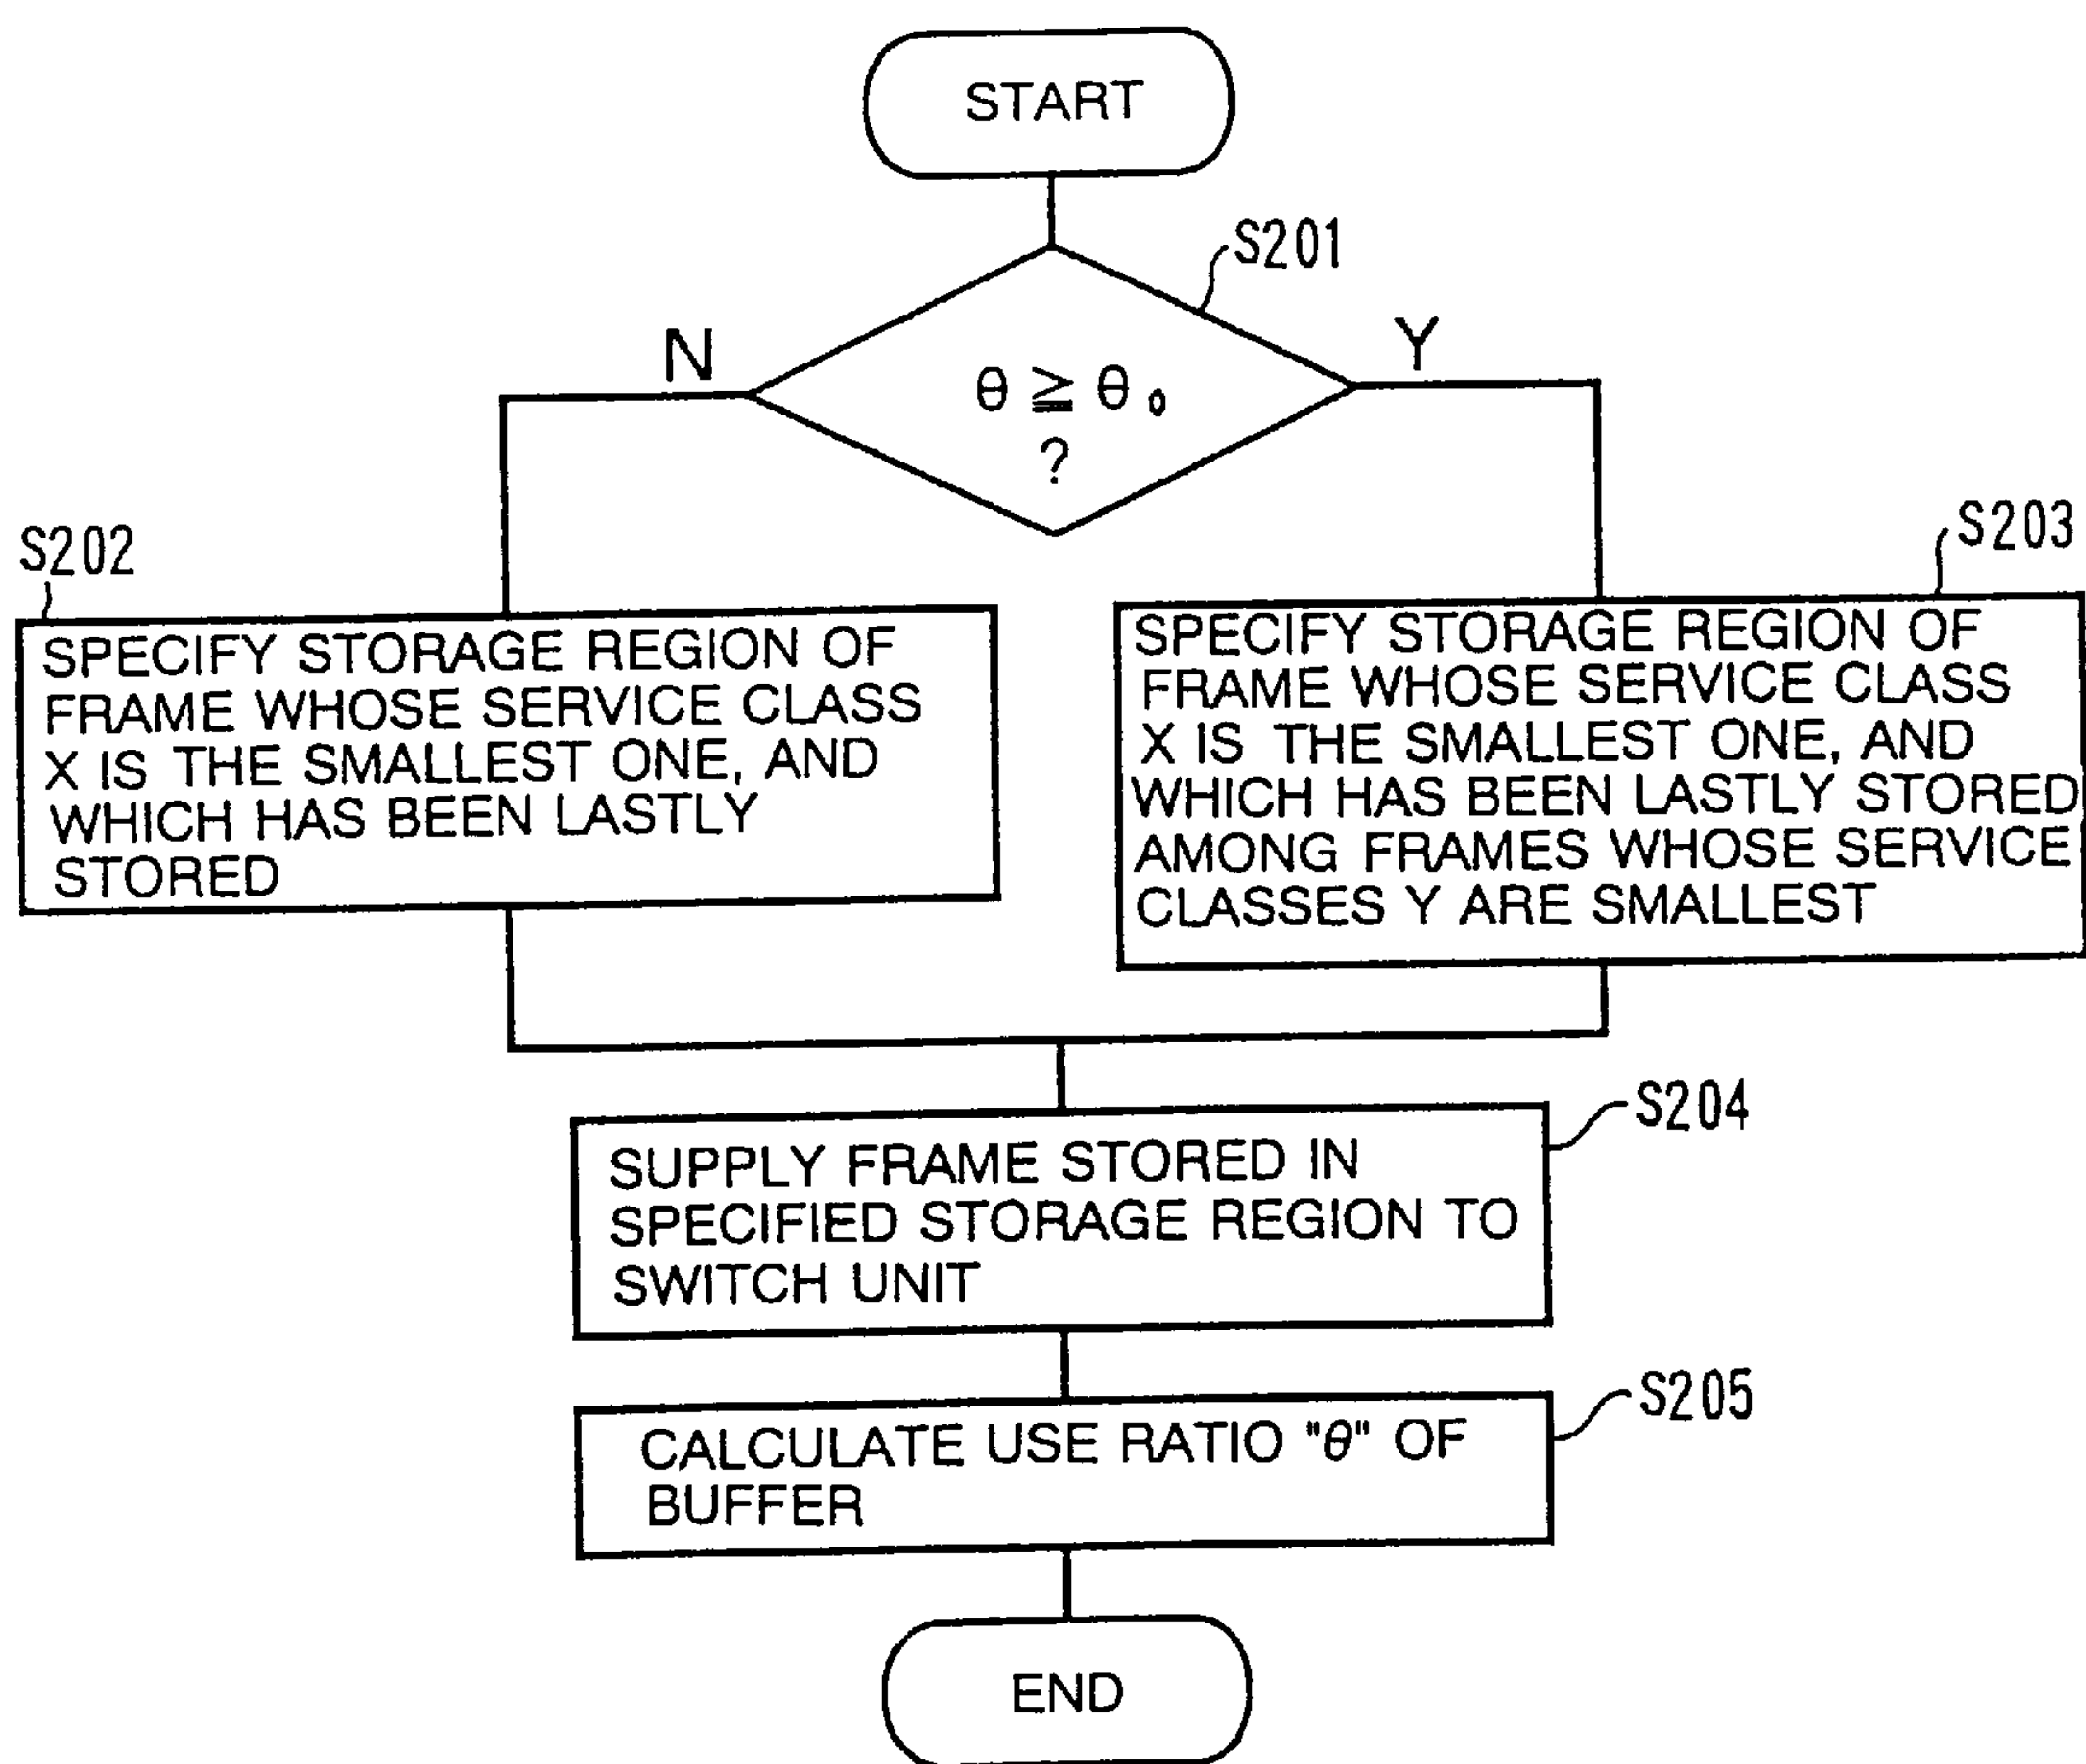 START
S201
N
Y
θ ≧ θ₀
?
S202
S203
SPECIFY STORAGE REGION OF
FRAME WHOSE SERVICE CLASS
X IS THE SMALLEST ONE, AND
WHICH HAS BEEN LASTLY
STORED
SPECIFY STORAGE REGION OF
FRAME WHOSE SERVICE CLASS
X IS THE SMALLEST ONE, AND
WHICH HAS BEEN LASTLY STORED
AMONG FRAMES WHOSE SERVICE
CLASSES Y ARE SMALLEST
S204
SUPPLY FRAME STORED IN
SPECIFIED STORAGE REGION TO
SWITCH UNIT
S205
CALCULATE USE RATIO "θ" OF
BUFFER
END